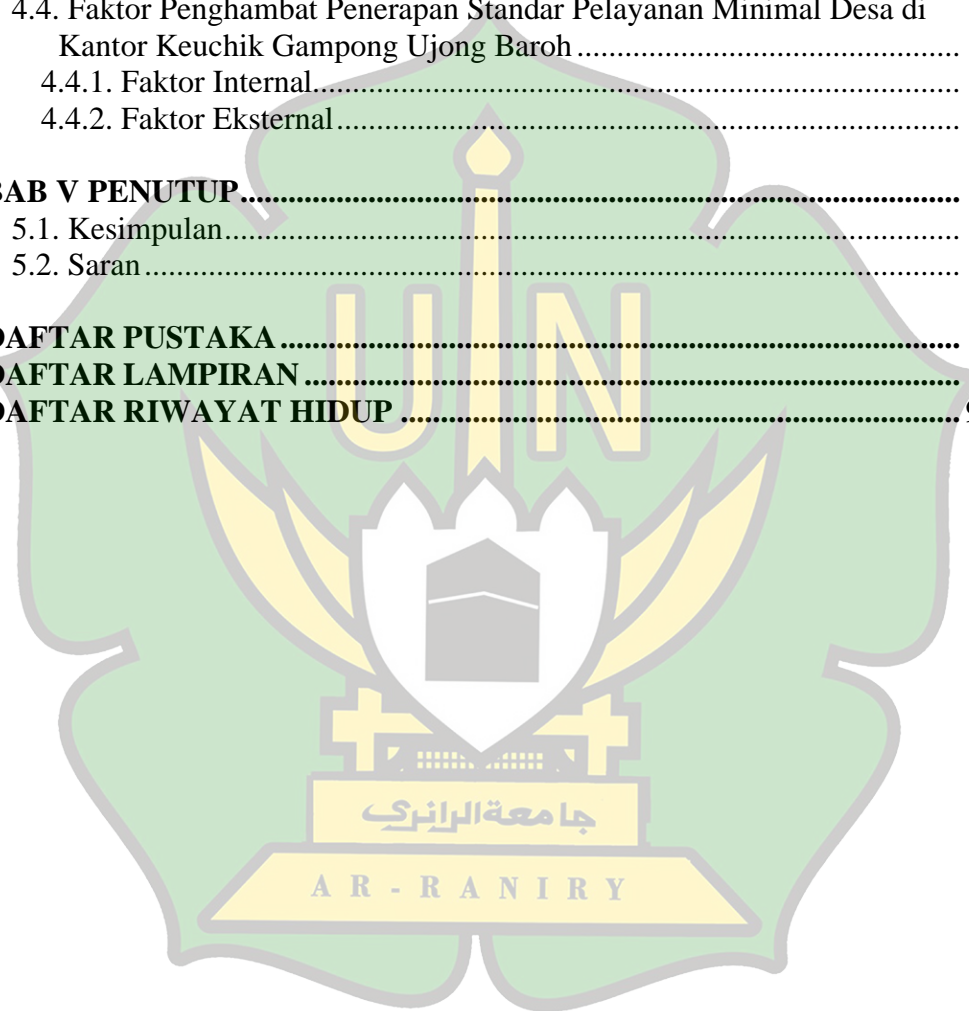 4.4. Faktor Penghambat Penerapan Standar Pelayanan Minimal Desa di
Kantor Keuchik Gampong Ujong Baroh ................................................
4.4.1. Faktor Internal.................................................................................
4.4.2. Faktor Eksternal..............................................................................
BAB V PENUTUP..........................................................................................
5.1. Kesimpulan............................................................................................
5.2. Saran ......................................................................................................
DAFTAR PUSTAKA .....................................................................................
DAFTAR LAMPIRAN ..................................................................................
DAFTAR RIWAYAT HIDUP ......................................................................
UIN
جامعة الرانري
AR-RANIRY